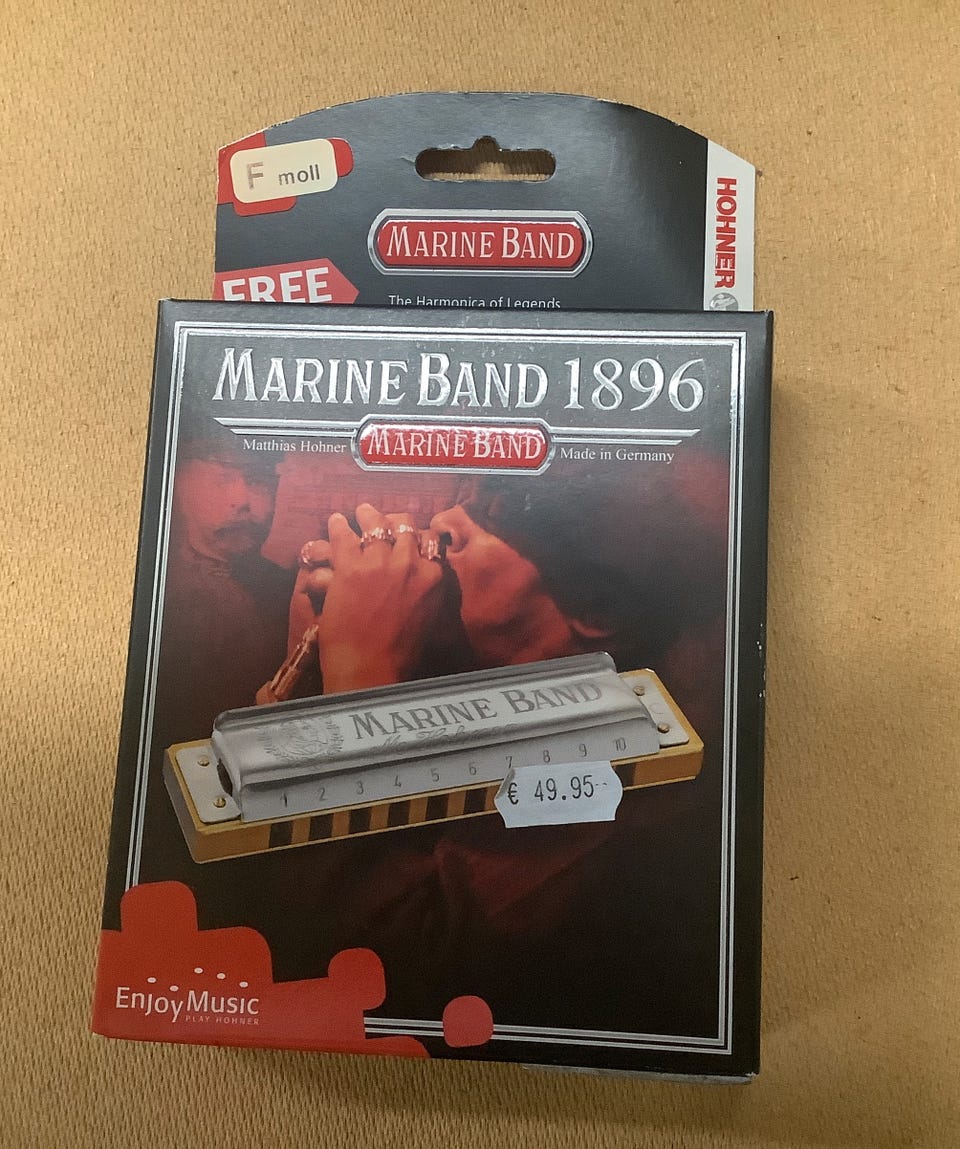 F moll
HOHNER
MARINE BAND
FREE
The Harmonica of Legends
MARINE BAND 1896
Matthias Hohner
MARINE BAND
Made in Germany
MARINE BAND
1 2 3 4 5 6 7 8 9 10
€ 49.95--
Enjoy Music
PLAY HOHNER